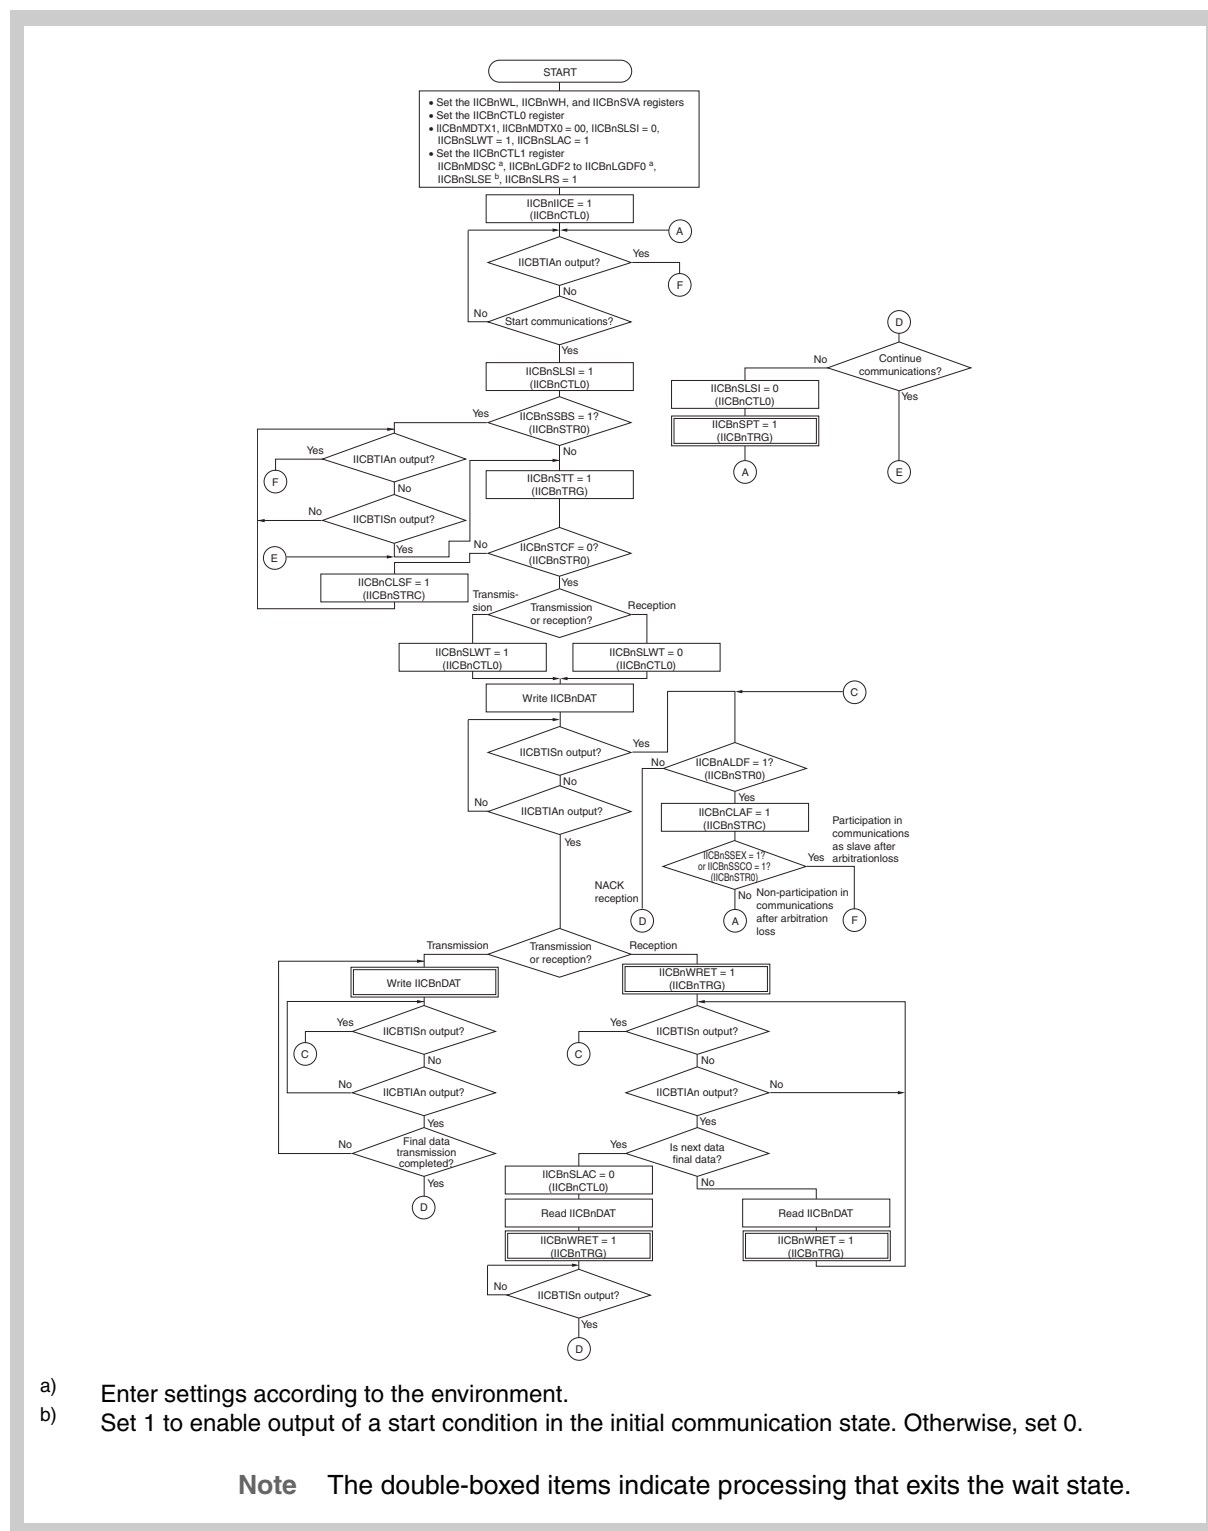 START
• Set the IICBnWL, IICBnWH, and IICBnSVA registers
• Set the IICBnCTL0 register
• IICBnMDTX1, IICBnMDTX0 = 00, IICBnSLSI = 0,
IICBnSLWT = 1, IICBnSLAC = 1
• Set the IICBnCTL1 register
IICBnMDSC a, IICBnLGDF2 to IICBnLGDF0 a,
IICBnSLSE b, IICBnSLRS = 1
IICBnIICE = 1
(IICBnCTL0)
A
IICBTIAn output?
Yes
F
No
Start communications?
No
Yes
IICBnSLSI = 1
(IICBnCTL0)
D
Continue
communications?
No
Yes
IICBnSLSI = 0
(IICBnCTL0)
IICBnSPT = 1
(IICBnTRG)
A
E
IICBnSSBS = 1?
(IICBnSTR0)
Yes
No
IICBTIAn output?
Yes
F
No
IICBnSTT = 1
(IICBnTRG)
IICBTISn output?
No
Yes
E
IICBnSTCF = 0?
(IICBnSTR0)
No
Yes
IICBnCLSF = 1
(IICBnSTRC)
Transmis-
sion
Transmission
or reception?
Reception
IICBnSLWT = 1
(IICBnCTL0)
IICBnSLWT = 0
(IICBnCTL0)
Write IICBnDAT
C
IICBTISn output?
Yes
No
IICBTIAn output?
No
Yes
IICBnALDF = 1?
(IICBnSTR0)
No
Yes
IICBnCLAF = 1
(IICBnSTRC)
IICBnSSEX = 1?
or IICBnSSCO = 1?
(IICBnSTR0)
Yes
Participation in
communications
as slave after
arbitrationloss
No
Non-participation in
communications
after arbitration
loss
NACK
reception
D
A
F
Transmission
Transmission
or reception?
Reception
Write IICBnDAT
IICBnWRET = 1
(IICBnTRG)
IICBTISn output?
Yes
C
No
IICBTIAn output?
No
Yes
Final data
transmission
completed?
No
Yes
D
IICBTISn output?
Yes
C
No
IICBTIAn output?
No
Yes
Is next data
final data?
Yes
No
IICBnSLAC = 0
(IICBnCTL0)
Read IICBnDAT
IICBnWRET = 1
(IICBnTRG)
Read IICBnDAT
IICBnWRET = 1
(IICBnTRG)
IICBTISn output?
No
Yes
D
a) Enter settings according to the environment.
b) Set 1 to enable output of a start condition in the initial communication state. Otherwise, set 0.
Note The double-boxed items indicate processing that exits the wait state.